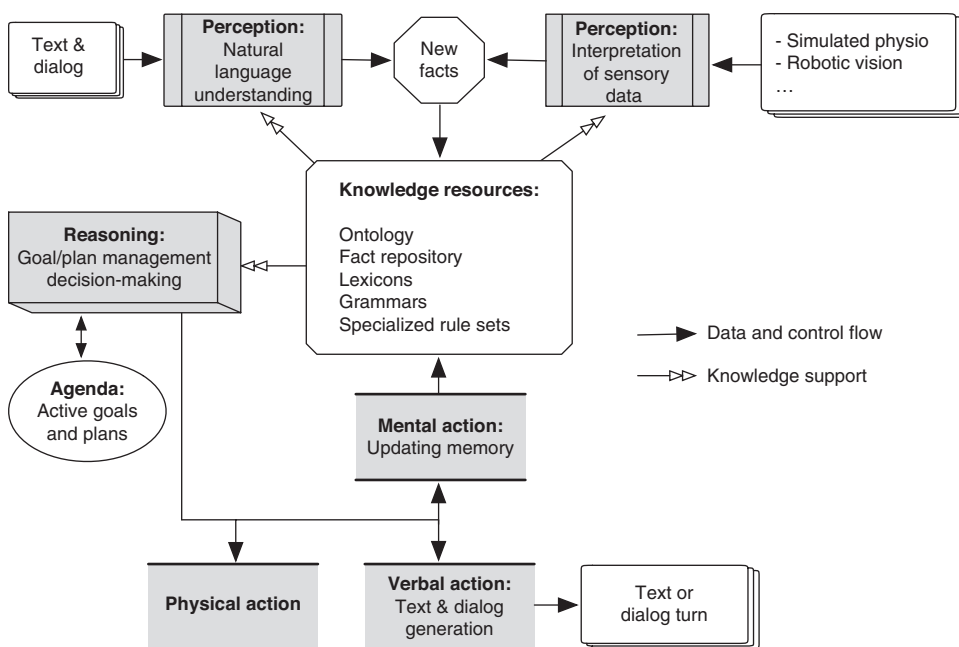 Text &
dialog
Perception:
Natural
language
understanding
New
facts
Perception:
Interpretation
of sensory
data
- Simulated physio
- Robotic vision
...
Knowledge resources:
Ontology
Fact repository
Lexicons
Grammars
Specialized rule sets
Reasoning:
Goal/plan management
decision-making
Data and control flow
Knowledge support
Agenda:
Active goals
and plans
Mental action:
Updating memory
Physical action
Verbal action:
Text & dialog
generation
Text or
dialog turn